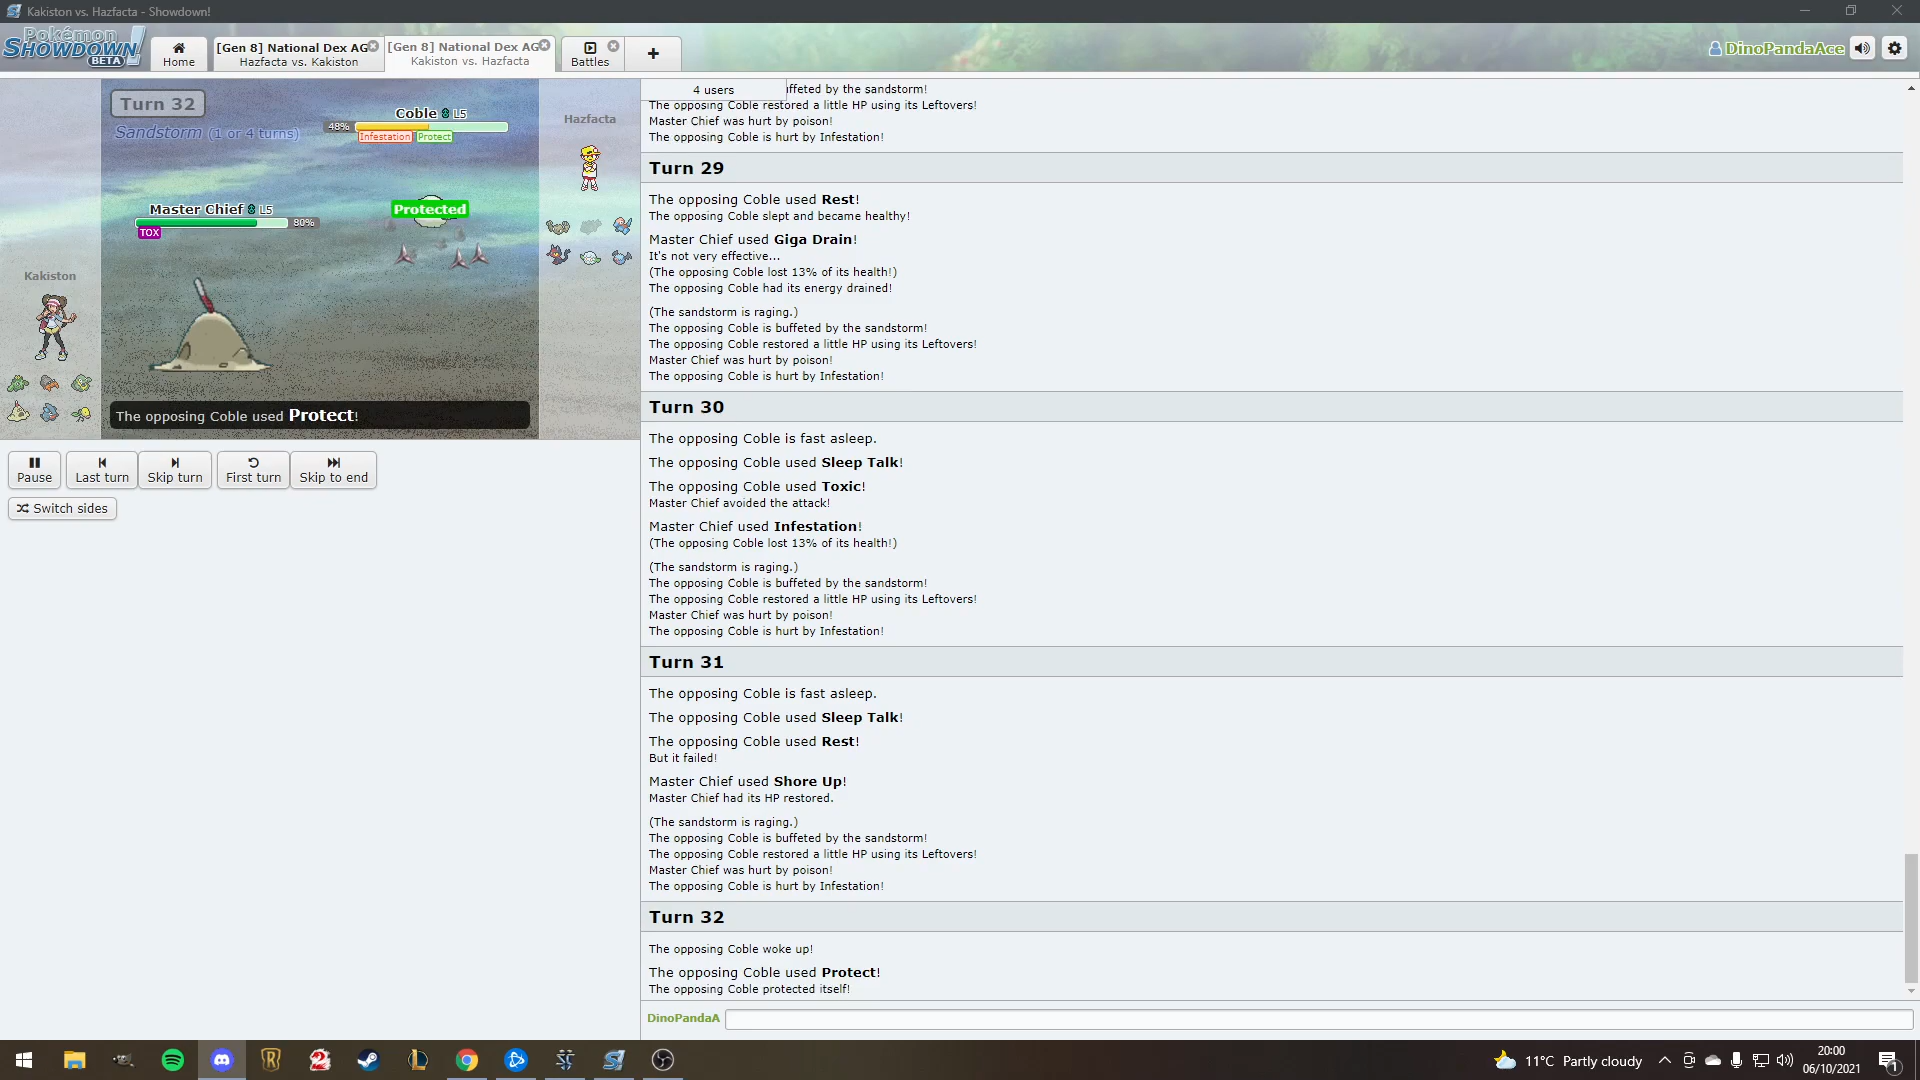 Kakiston vs. Hazfacta - Showdown!
Pokémon
SHOWDOWN!
BETA
Home
[Gen 8] National Dex AG
Hazfacta vs. Kakiston
[Gen 8] National Dex AG
Kakiston vs. Hazfacta
Battles
+
DinoPandaAce
Turn 32
Sandstorm (1 or 4 turns)
Coble L5
48%
Infestation Protect
Hazfacta
Master Chief L5
80%
TOX
Protected
Kakiston
The opposing Coble used Protect!
Pause
Last turn
Skip turn
First turn
Skip to end
Switch sides
4 users
ffeted by the sandstorm!
The opposing Coble restored a little HP using its Leftovers!
Master Chief was hurt by poison!
The opposing Coble is hurt by Infestation!
Turn 29
The opposing Coble used Rest!
The opposing Coble slept and became healthy!
Master Chief used Giga Drain!
It's not very effective...
(The opposing Coble lost 13% of its health!)
The opposing Coble had its energy drained!
(The sandstorm is raging.)
The opposing Coble is buffeted by the sandstorm!
The opposing Coble restored a little HP using its Leftovers!
Master Chief was hurt by poison!
The opposing Coble is hurt by Infestation!
Turn 30
The opposing Coble is fast asleep.
The opposing Coble used Sleep Talk!
The opposing Coble used Toxic!
Master Chief avoided the attack!
Master Chief used Infestation!
(The opposing Coble lost 13% of its health!)
(The sandstorm is raging.)
The opposing Coble is buffeted by the sandstorm!
The opposing Coble restored a little HP using its Leftovers!
Master Chief was hurt by poison!
The opposing Coble is hurt by Infestation!
Turn 31
The opposing Coble is fast asleep.
The opposing Coble used Sleep Talk!
The opposing Coble used Rest!
But it failed!
Master Chief used Shore Up!
Master Chief had its HP restored.
(The sandstorm is raging.)
The opposing Coble is buffeted by the sandstorm!
The opposing Coble restored a little HP using its Leftovers!
Master Chief was hurt by poison!
The opposing Coble is hurt by Infestation!
Turn 32
The opposing Coble woke up!
The opposing Coble used Protect!
The opposing Coble protected itself!
DinoPandaA
11°C Partly cloudy
20:00
06/10/2021
1